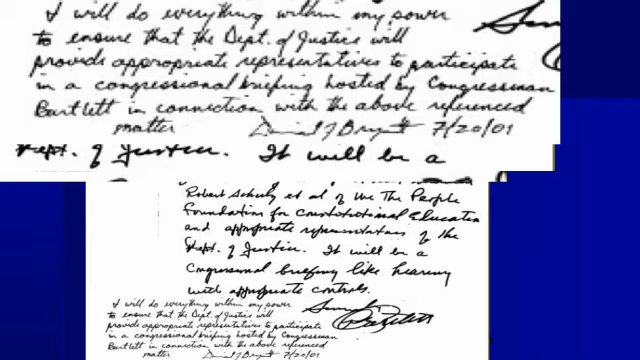 I will do everything within my power
to ensure that the Dept. of Justice will
provide appropriate representatives to participate
in a congressional briefing hosted by Congressman
Bartlett in connection with the above referenced
matter Daniel J Bryant 7/20/01
Dept. of Justice. It will be a
Robert Schulz et al of We The People
Foundation for Constitutional Education
and appropriate representatives of the
Dept. of Justice. It will be a
Congressional briefing like hearing
with appropriate controls.
I will do everything within my power
to ensure that the Dept. of Justice will
provide appropriate representatives to participate
in a congressional briefing hosted by Congressman
Bartlett in connection with the above referenced
matter Daniel J Bryant 7/20/01
Bartlett